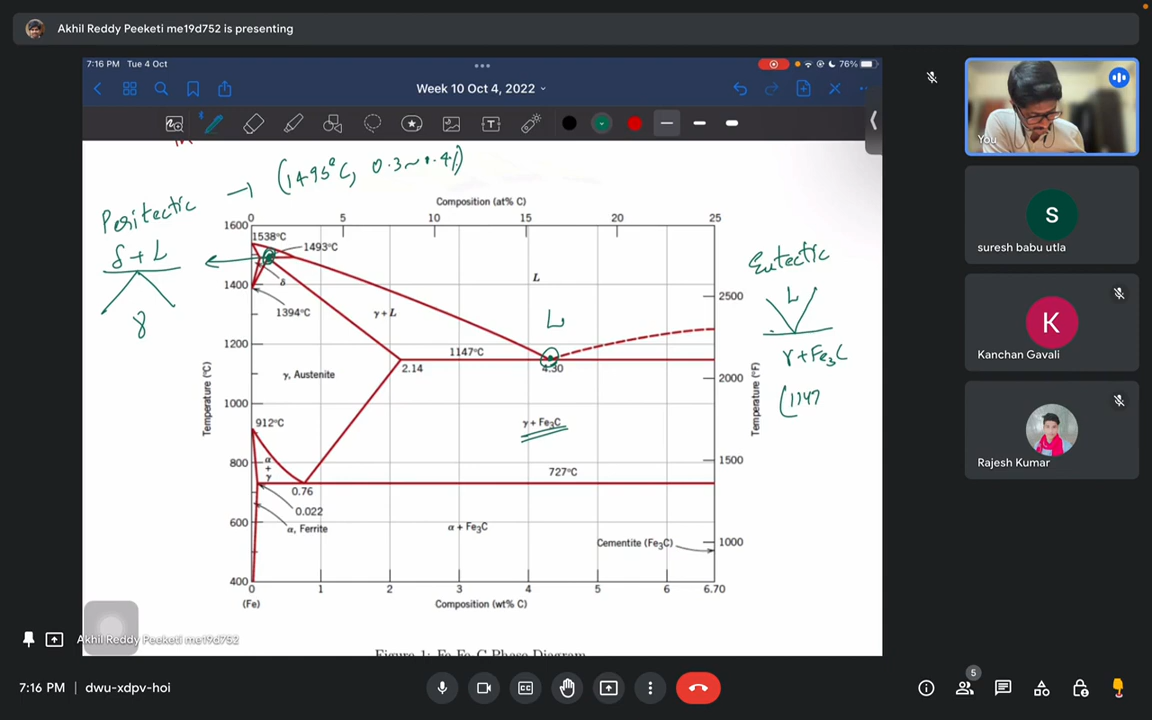 Akhil Reddy Peeketi me19d752 is presenting
7:16 PM Tue 4 Oct
76%
Week 10 Oct 4, 2022
T
Peritectic → (1495°C, 0.3~0.4%)
δ + L
γ
Composition (at% C)
0 5 10 15 20 25
1600
1538°C
1493°C
δ
L
1400
1394°C
γ + L
2500
L
1200
1147°C
2.14
4.30
2000
γ, Austenite
1000
912°C
γ + Fe3C
α
+
γ
800
727°C
1500
0.76
0.022
600
α, Ferrite
α + Fe3C
Cementite (Fe3C)
1000
400
0 1 2 3 4 5 6 6.70
(Fe)
Composition (wt% C)
Temperature (°C)
Temperature (°F)
Eutectic
L
γ + Fe3C
(1147
Akhil Reddy Peeketi me19d752
Figure 1: Fe-Fe3C Phase Diagram
You
S
suresh babu utla
K
Kanchan Gavali
Rajesh Kumar
7:16 PM | dwu-xdpv-hoi
CC
5